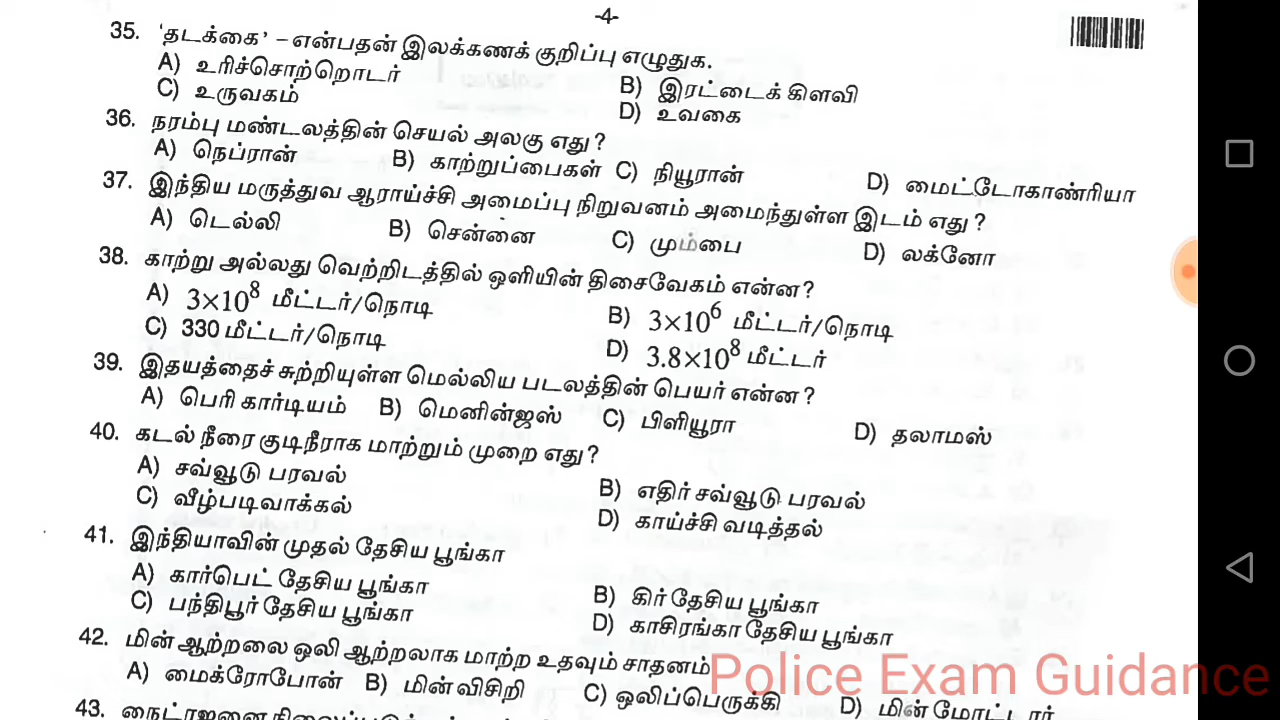 -4-
35. 'தடக்கை' – என்பதன் இலக்கணக் குறிப்பு எழுதுக.
A) உரிச்சொற்றொடர் B) இரட்டைக் கிளவி
C) உருவகம் D) உவகை
36. நரம்பு மண்டலத்தின் செயல் அலகு எது?
A) நெப்ரான் B) காற்றுப்பைகள் C) நியூரான் D) மைட்டோகாண்ரியா
37. இந்திய மருத்துவ ஆராய்ச்சி அமைப்பு நிறுவனம் அமைந்துள்ள இடம் எது?
A) டெல்லி B) சென்னை C) மும்பை D) லக்னோ
38. காற்று அல்லது வெற்றிடத்தில் ஒளியின் திசைவேகம் என்ன?
A) 3×10⁸ மீட்டர்/நொடி B) 3×10⁶ மீட்டர்/நொடி
C) 330 மீட்டர்/நொடி D) 3.8×10⁸ மீட்டர்
39. இதயத்தைச் சுற்றியுள்ள மெல்லிய படலத்தின் பெயர் என்ன?
A) பெரி கார்டியம் B) மெனின்ஜஸ் C) பிளியூரா D) தலாமஸ்
40. கடல் நீரை குடிநீராக மாற்றும் முறை எது?
A) சவ்வூடு பரவல் B) எதிர் சவ்வூடு பரவல்
C) வீழ்படிவாக்கல் D) காய்ச்சி வடித்தல்
41. இந்தியாவின் முதல் தேசிய பூங்கா
A) கார்பெட் தேசிய பூங்கா B) கிர் தேசிய பூங்கா
C) பந்திபூர் தேசிய பூங்கா D) காசிரங்கா தேசிய பூங்கா
42. மின் ஆற்றலை ஒலி ஆற்றலாக மாற்ற உதவும் சாதனம்
A) மைக்ரோபோன் B) மின் விசிறி C) ஒலிப்பெருக்கி D) மின் மோட்டார்
Police Exam Guidance
43. நைட்ரஜனை